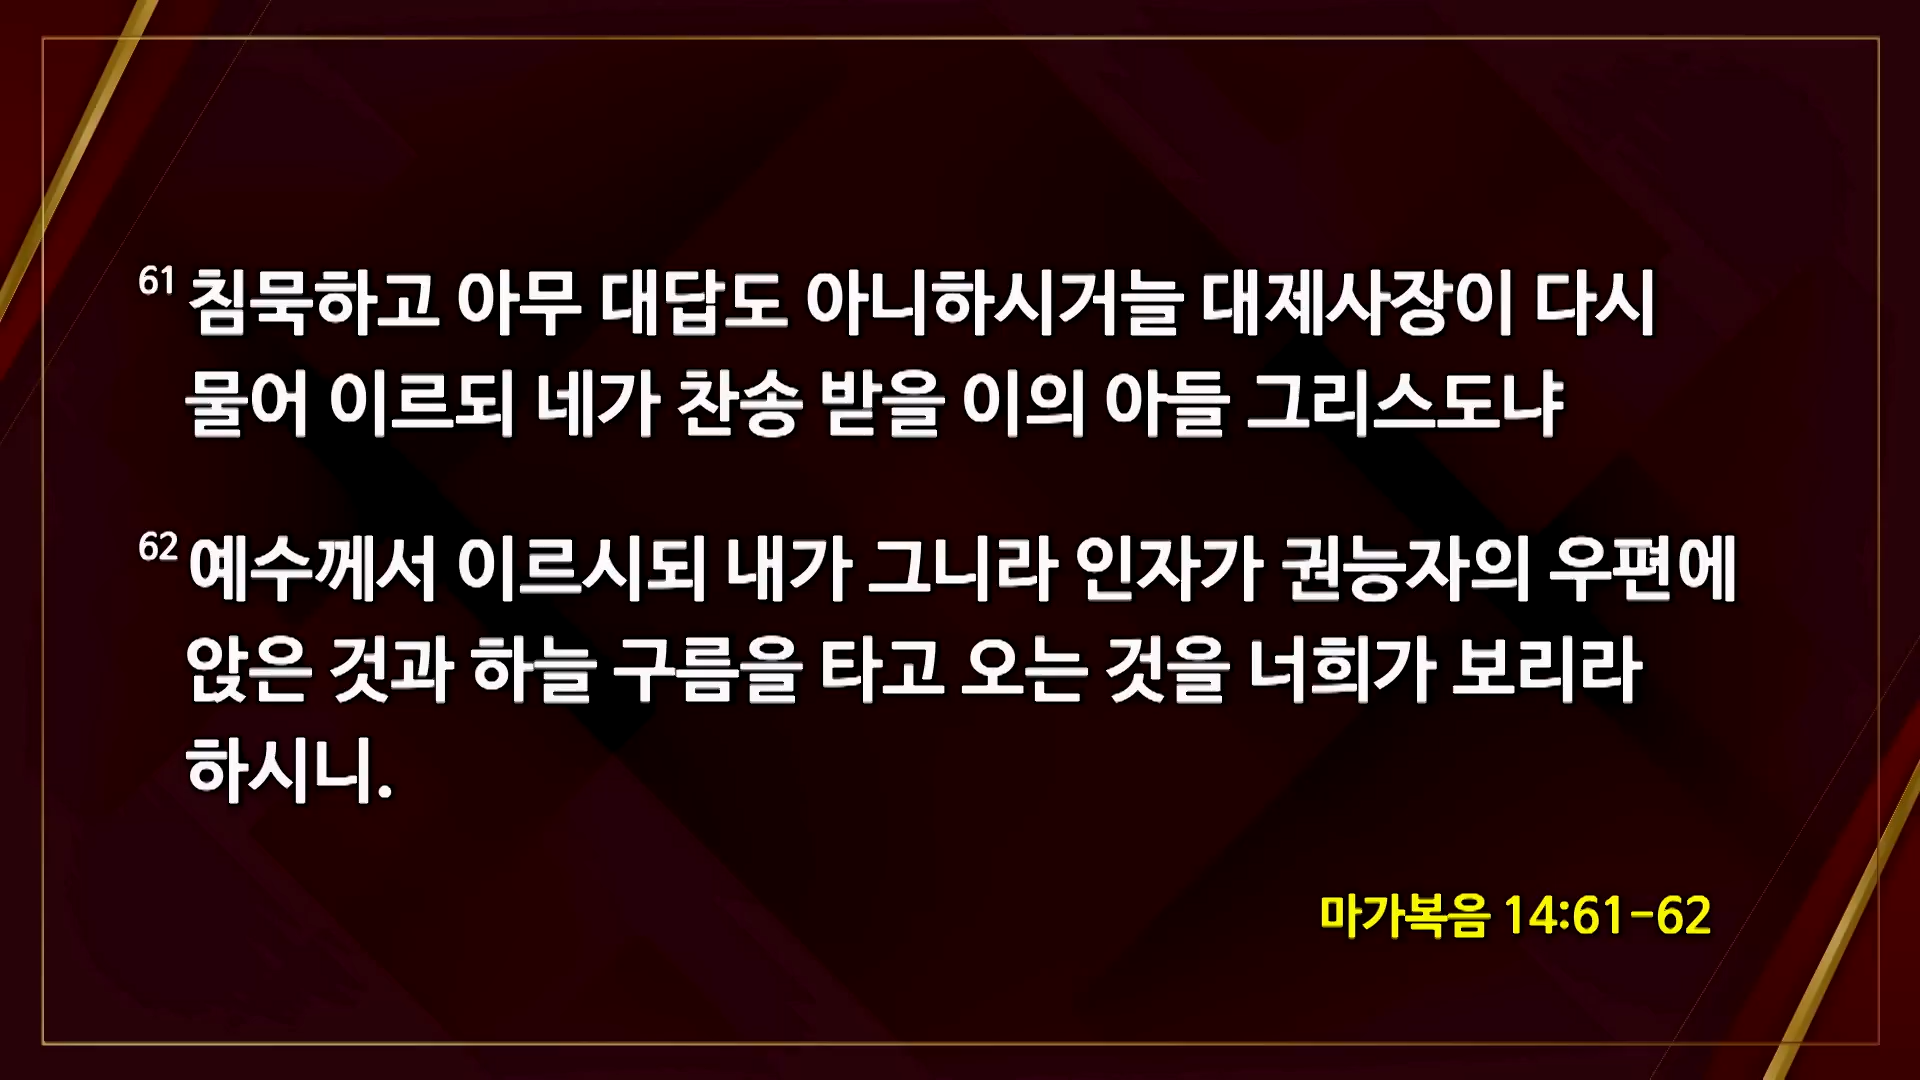 61 침묵하고 아무 대답도 아니하시거늘 대제사장이 다시
물어 이르되 네가 찬송 받을 이의 아들 그리스도냐
62 예수께서 이르시되 내가 그니라 인자가 권능자의 우편에
앉은 것과 하늘 구름을 타고 오는 것을 너희가 보리라
하시니.
마가복음 14:61-62